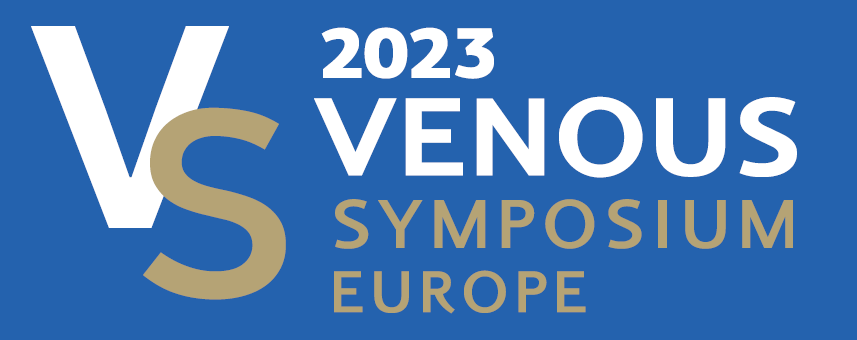 VS
2023
VENOUS
SYMPOSIUM
EUROPE